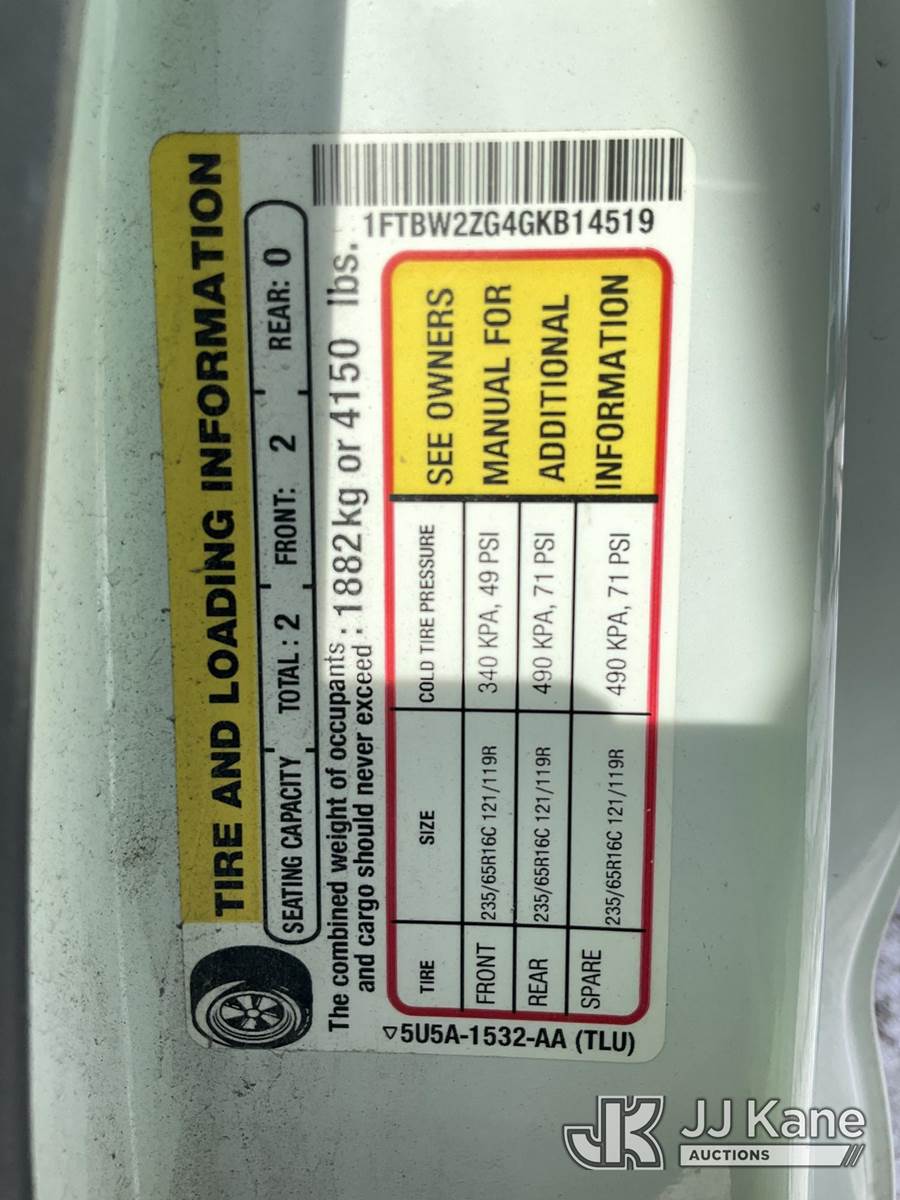 TIRE AND LOADING INFORMATION
SEATING CAPACITY TOTAL : 2 FRONT: 2 REAR: 0
The combined weight of occupants
and cargo should never exceed : 1882kg or 4150 lbs.
TIRE SIZE COLD TIRE PRESSURE
FRONT 235/65R16C 121/119R 340 KPA, 49 PSI
REAR 235/65R16C 121/119R 490 KPA, 71 PSI
SPARE 235/65R16C 121/119R 490 KPA, 71 PSI
SEE OWNERS
MANUAL FOR
ADDITIONAL
INFORMATION
5U5A-1532-AA (TLU)
1FTBW2ZG4GKB14519
JK JJ Kane
AUCTIONS